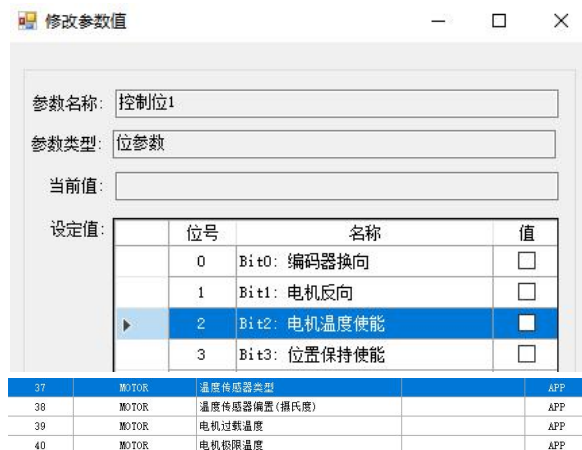 修改参数值
参数名称: 控制位1
参数类型: 位参数
当前值:
设定值: 位号 名称 值
0 Bit0: 编码器换向
1 Bit1: 电机反向
2 Bit2: 电机温度使能
3 Bit3: 位置保持使能
37 MOTOR 温度传感器类型 APP
38 MOTOR 温度传感器偏置(摄氏度) APP
39 MOTOR 电机过载温度 APP
40 MOTOR 电机极限温度 APP